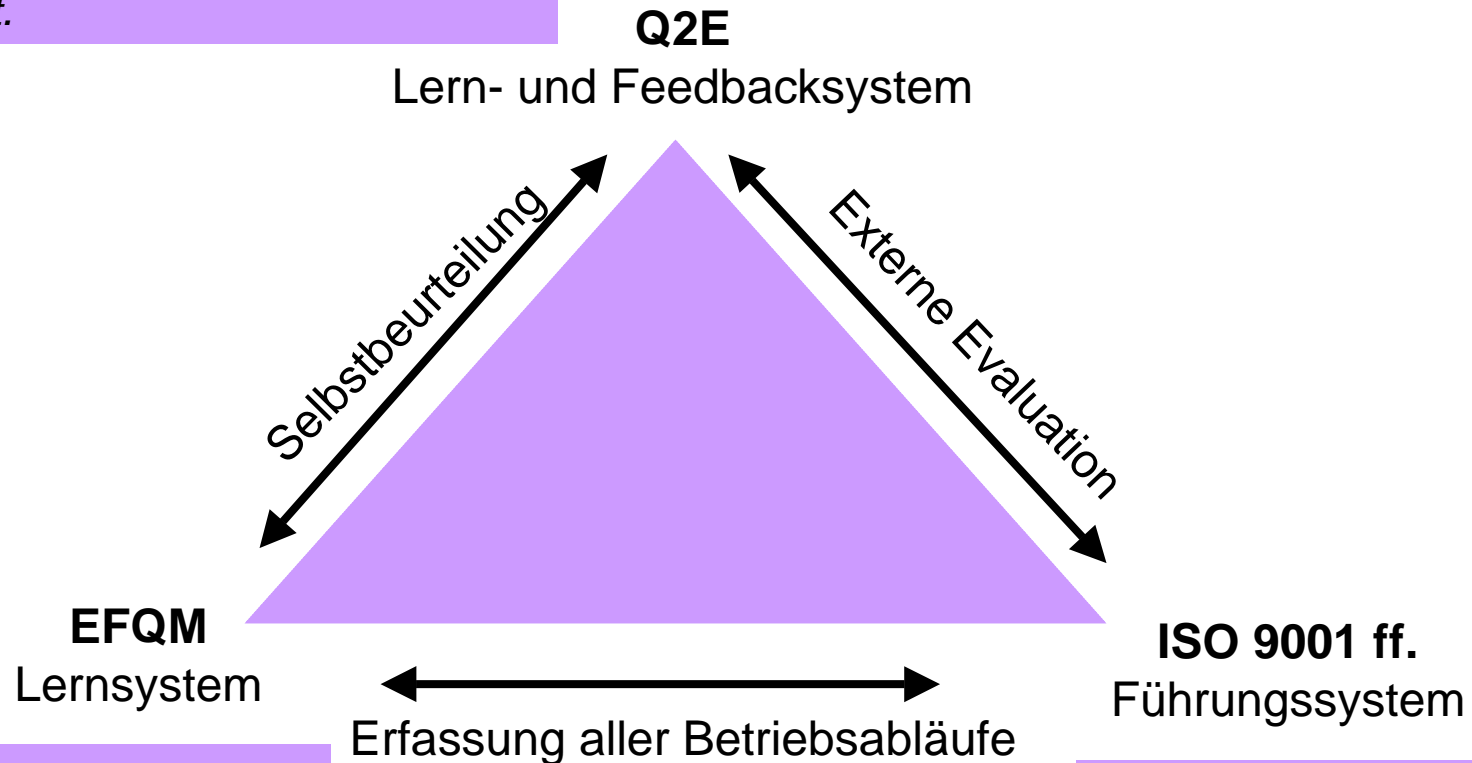 t.
Q2E
Lern- und Feedbacksystem
Selbstbeurteilung
Externe Evaluation
EFQM
Lernsystem
ISO 9001 ff.
Führungssystem
Erfassung aller Betriebsabläufe